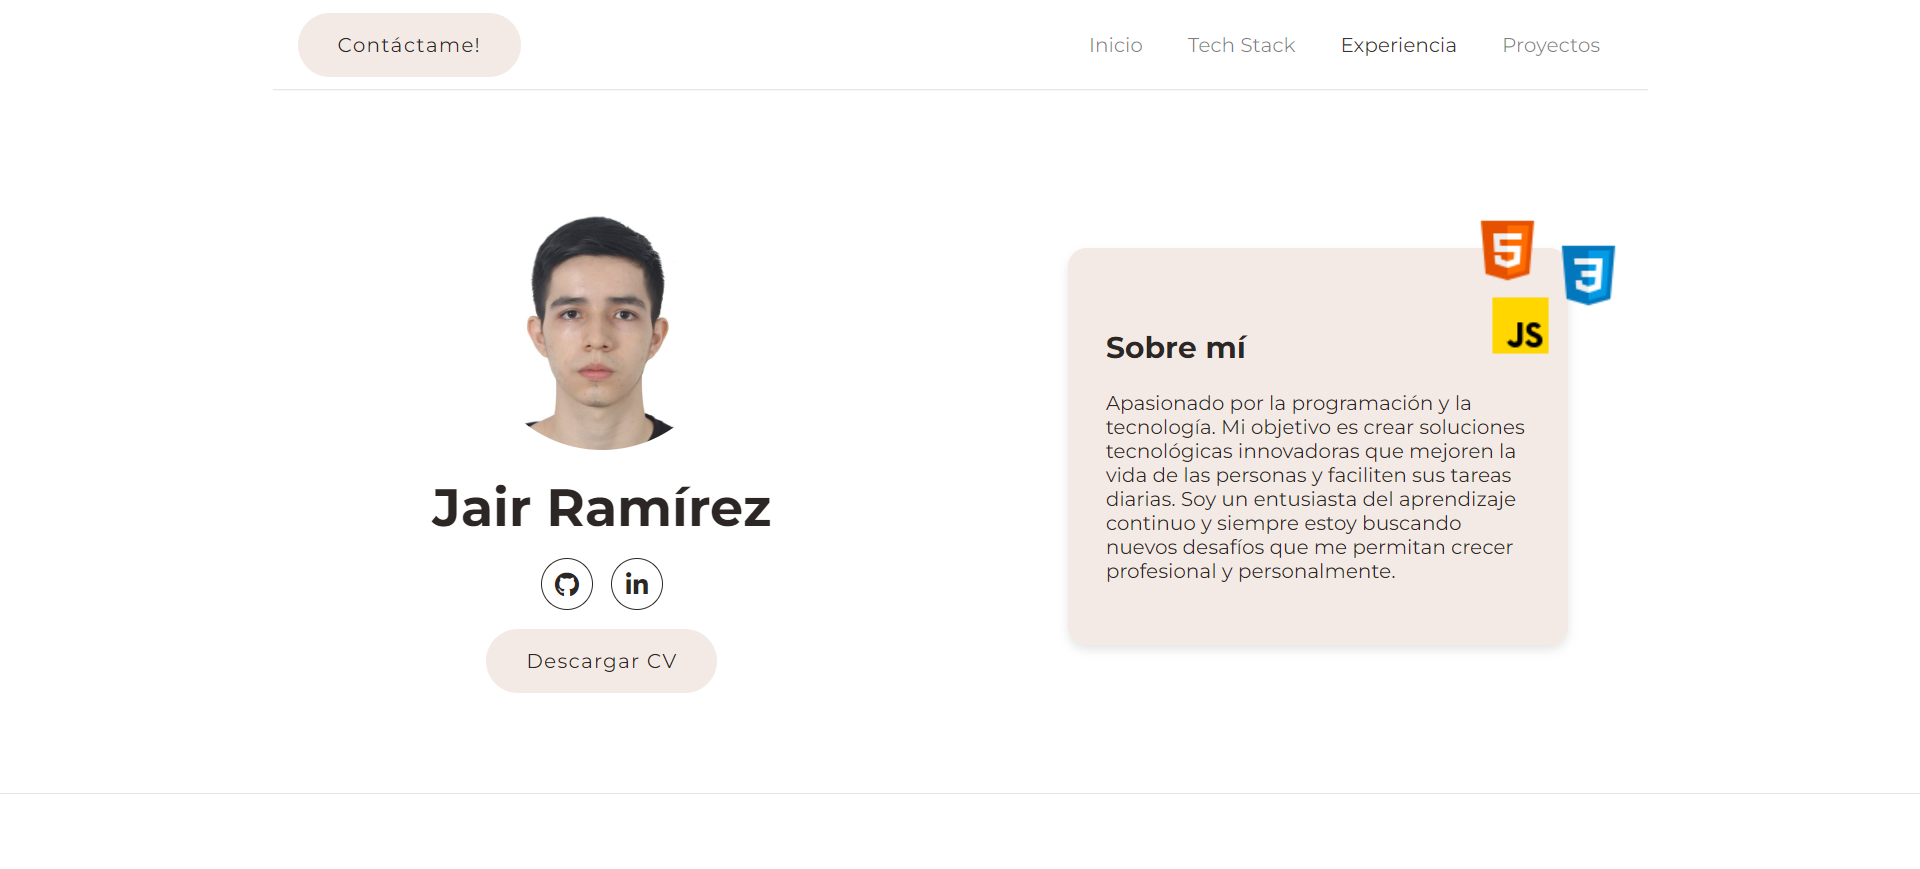 Contáctame!
Inicio
Tech Stack
Experiencia
Proyectos
5
3
JS
Sobre mí
Apasionado por la programación y la
tecnología. Mi objetivo es crear soluciones
tecnológicas innovadoras que mejoren la
vida de las personas y faciliten sus tareas
diarias. Soy un entusiasta del aprendizaje
continuo y siempre estoy buscando
nuevos desafíos que me permitan crecer
profesional y personalmente.
Jair Ramírez
in
Descargar CV